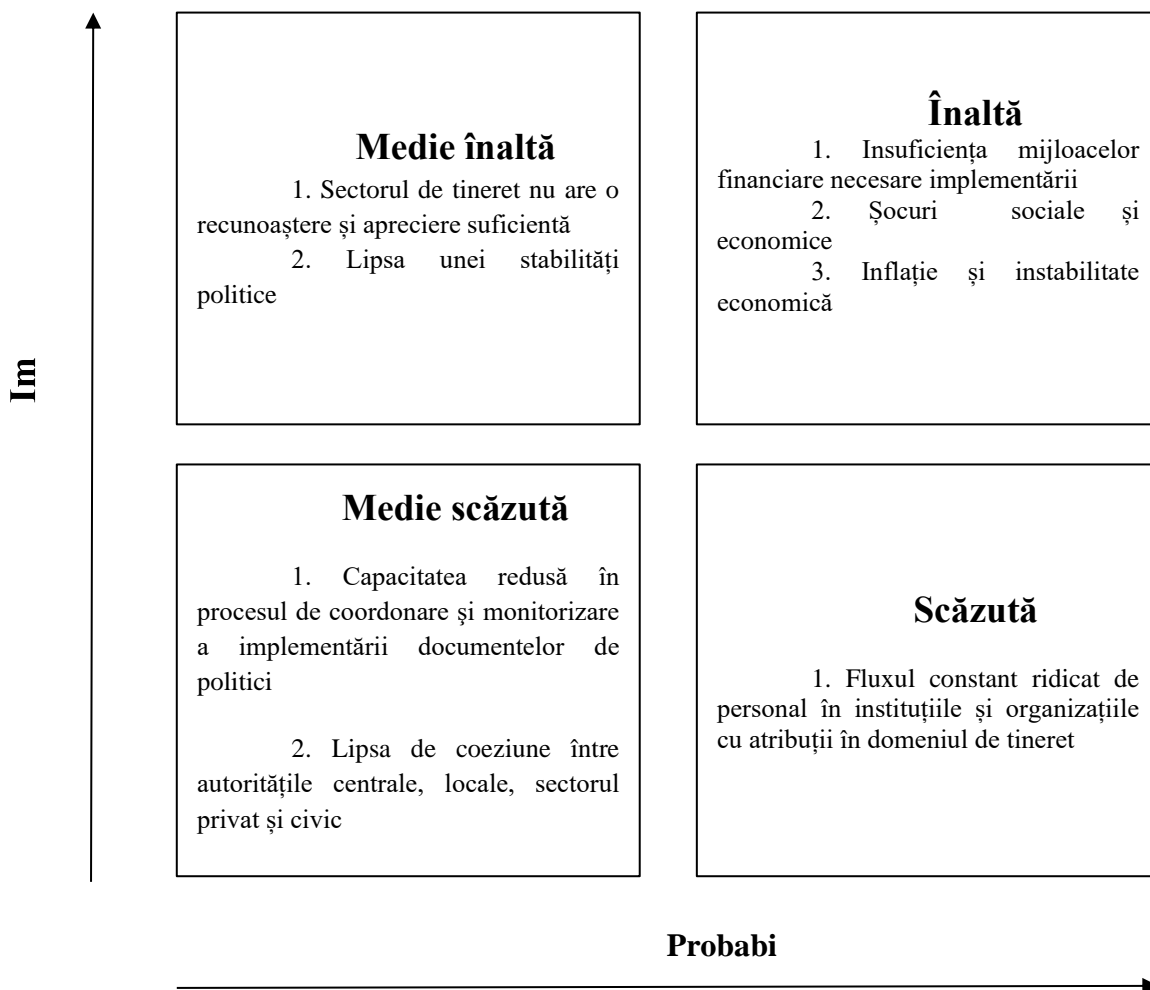 Medie înaltă
1. Sectorul de tineret nu are o
recunoaștere și apreciere suficientă
2. Lipsa unei stabilități
politice
Înaltă
1. Insuficiența mijloacelor
financiare necesare implementării
2. Șocuri sociale și
economice
3. Inflație și instabilitate
economică
Im
Medie scăzută
1. Capacitatea redusă în
procesul de coordonare şi monitorizare
a implementării documentelor de
politici
2. Lipsa de coeziune între
autoritățile centrale, locale, sectorul
privat și civic
Scăzută
1. Fluxul constant ridicat de
personal în instituțiile și organizațiile
cu atribuții în domeniul de tineret
Probabi